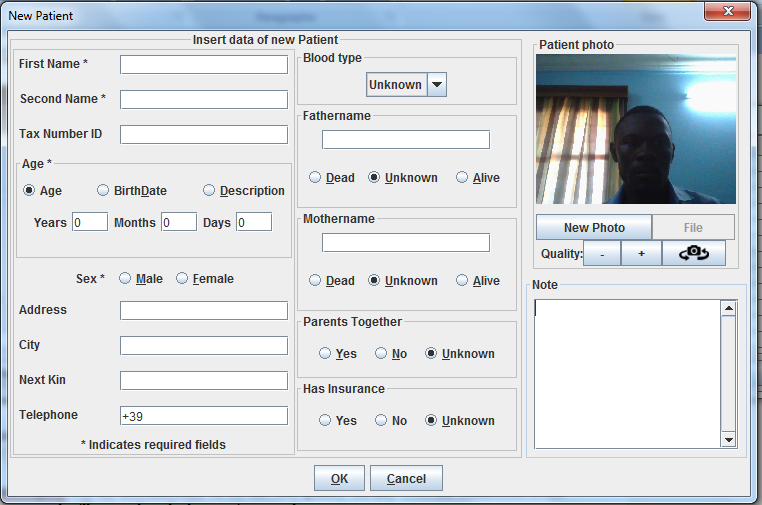 New Patient
Insert data of new Patient
First Name *
Second Name *
Tax Number ID
Age *
Age BirthDate Description
Years 0 Months 0 Days 0
Sex * Male Female
Address
City
Next Kin
Telephone +39
* Indicates required fields
Blood type
Unknown
Fathername
Dead Unknown Alive
Mothername
Dead Unknown Alive
Parents Together
Yes No Unknown
Has Insurance
Yes No Unknown
Patient photo
New Photo File
Quality: - +
Note
OK Cancel